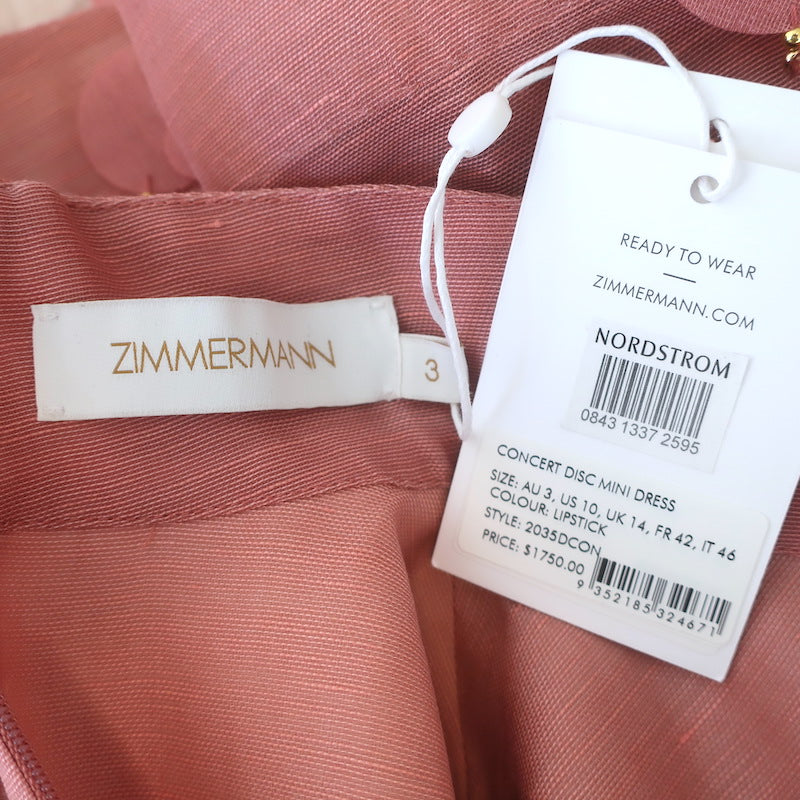 ZIMMERMANN
3
READY TO WEAR
ZIMMERMANN.COM
NORDSTROM
0843 1337 2595
CONCERT DISC MINI DRESS
SIZE: AU 3, US 10, UK 14, FR 42, IT 46
COLOUR: LIPSTICK
STYLE: 2035DCON
PRICE: $1750.00
9 352185 324671